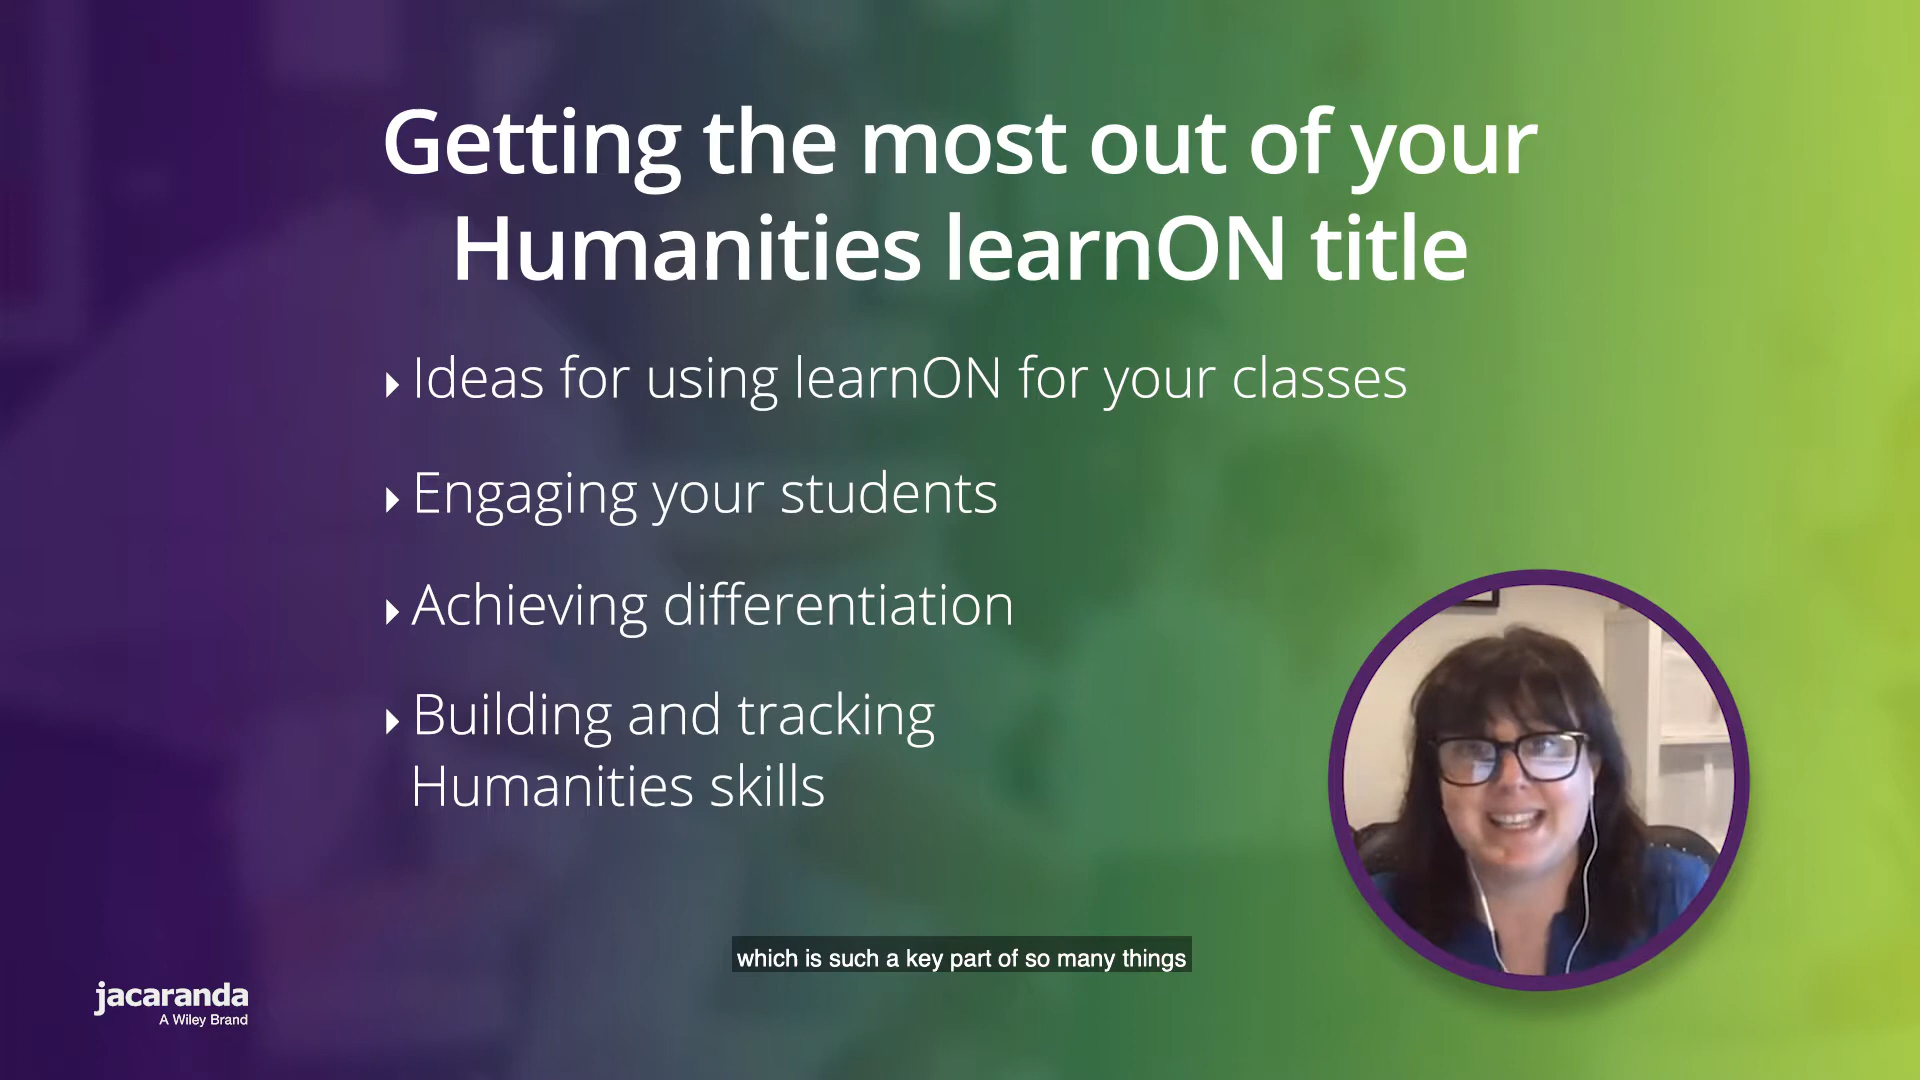 Getting the most out of your
Humanities learnON title
Ideas for using learnON for your classes
Engaging your students
Achieving differentiation
Building and tracking
Humanities skills
which is such a key part of so many things
jacaranda
A Wiley Brand